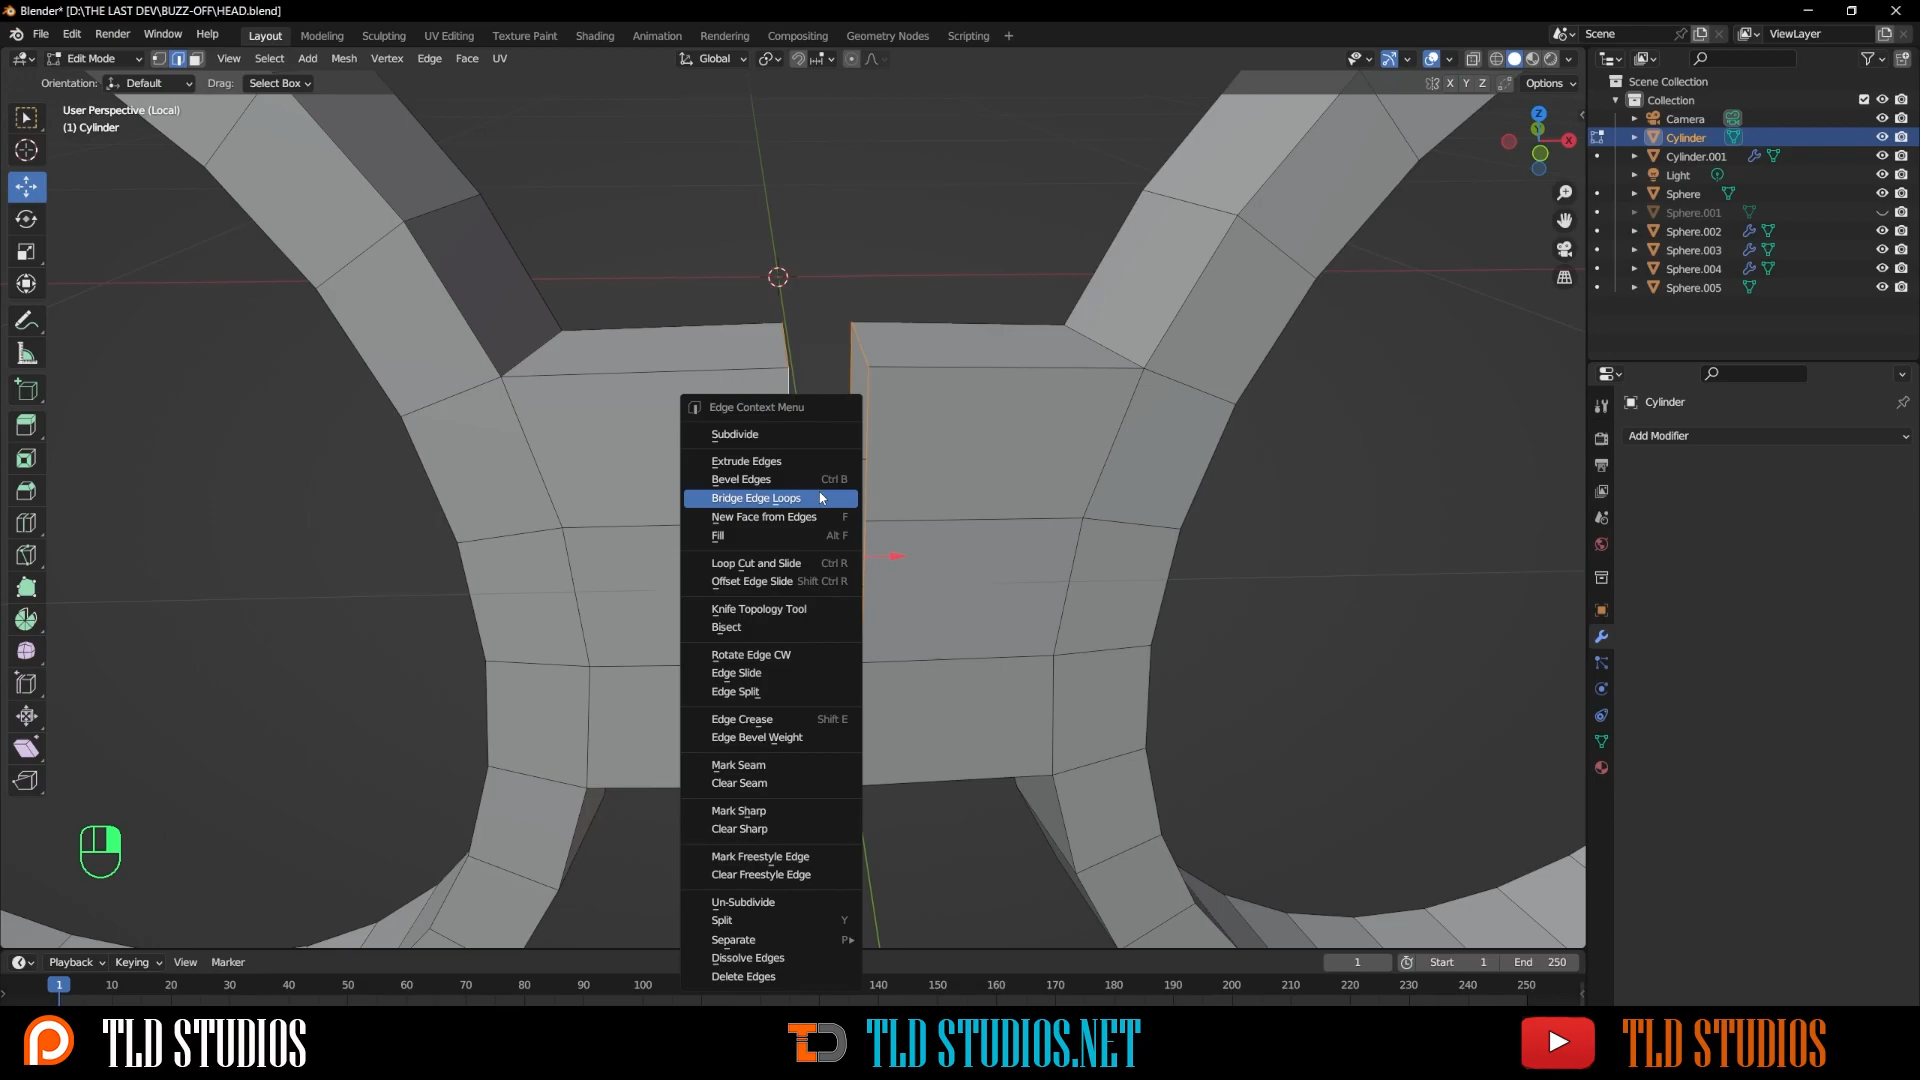 Blender* [D:\THE LAST DEV\BUZZ-OFF\HEAD.blend]
File Edit Render Window Help Layout Modeling Sculpting UV Editing Texture Paint Shading Animation Rendering Compositing Geometry Nodes Scripting + Scene ViewLayer
Edit Mode View Select Add Mesh Vertex Edge Face UV Global
Orientation: Default Drag: Select Box X Y Z Options
User Perspective (Local)
(1) Cylinder
Z
Y
X
Scene Collection
Collection
Camera
Cylinder
Cylinder.001
Light
Sphere
Sphere.001
Sphere.002
Sphere.003
Sphere.004
Sphere.005
Cylinder
Add Modifier
Edge Context Menu
Subdivide
Extrude Edges
Bevel Edges Ctrl B
Bridge Edge Loops
New Face from Edges F
Fill Alt F
Loop Cut and Slide Ctrl R
Offset Edge Slide Shift Ctrl R
Knife Topology Tool
Bisect
Rotate Edge CW
Edge Slide
Edge Split
Edge Crease Shift E
Edge Bevel Weight
Mark Seam
Clear Seam
Mark Sharp
Clear Sharp
Mark Freestyle Edge
Clear Freestyle Edge
Un-Subdivide
Split Y
Separate P
Dissolve Edges
Delete Edges
Playback Keying View Marker 1 Start 1 End 250
1 10 20 30 40 50 60 70 80 90 100 140 150 160 170 180 190 200 210 220 230 240 250
TLD STUDIOS TLD STUDIOS.NET TLD STUDIOS